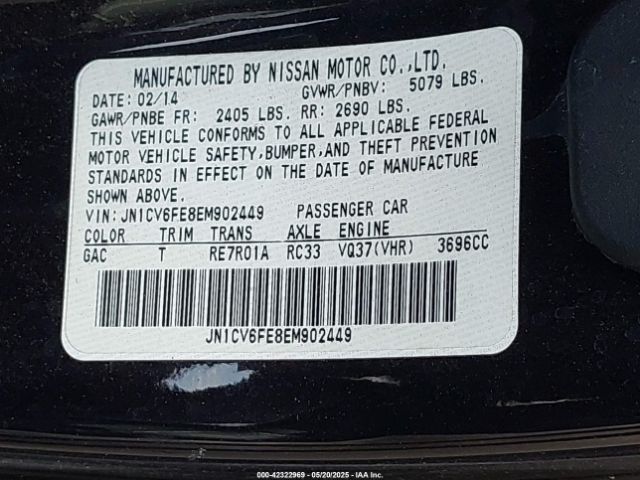 MANUFACTURED BY NISSAN MOTOR CO.,LTD.
DATE: 02/14 GVWR/PNBV: 5079 LBS.
GAWR/PNBE FR: 2405 LBS. RR: 2690 LBS.
THIS VEHICLE CONFORMS TO ALL APPLICABLE FEDERAL
MOTOR VEHICLE SAFETY,BUMPER,AND THEFT PREVENTION
STANDARDS IN EFFECT ON THE DATE OF MANUFACTURE
SHOWN ABOVE.
VIN:JN1CV6FE8EM902449 PASSENGER CAR
COLOR TRIM TRANS AXLE ENGINE
GAC T RE7R01A RC33 VQ37(VHR) 3696CC
JN1CV6FE8EM902449
000-42322969 - 05/20/2025 - IAA Inc.